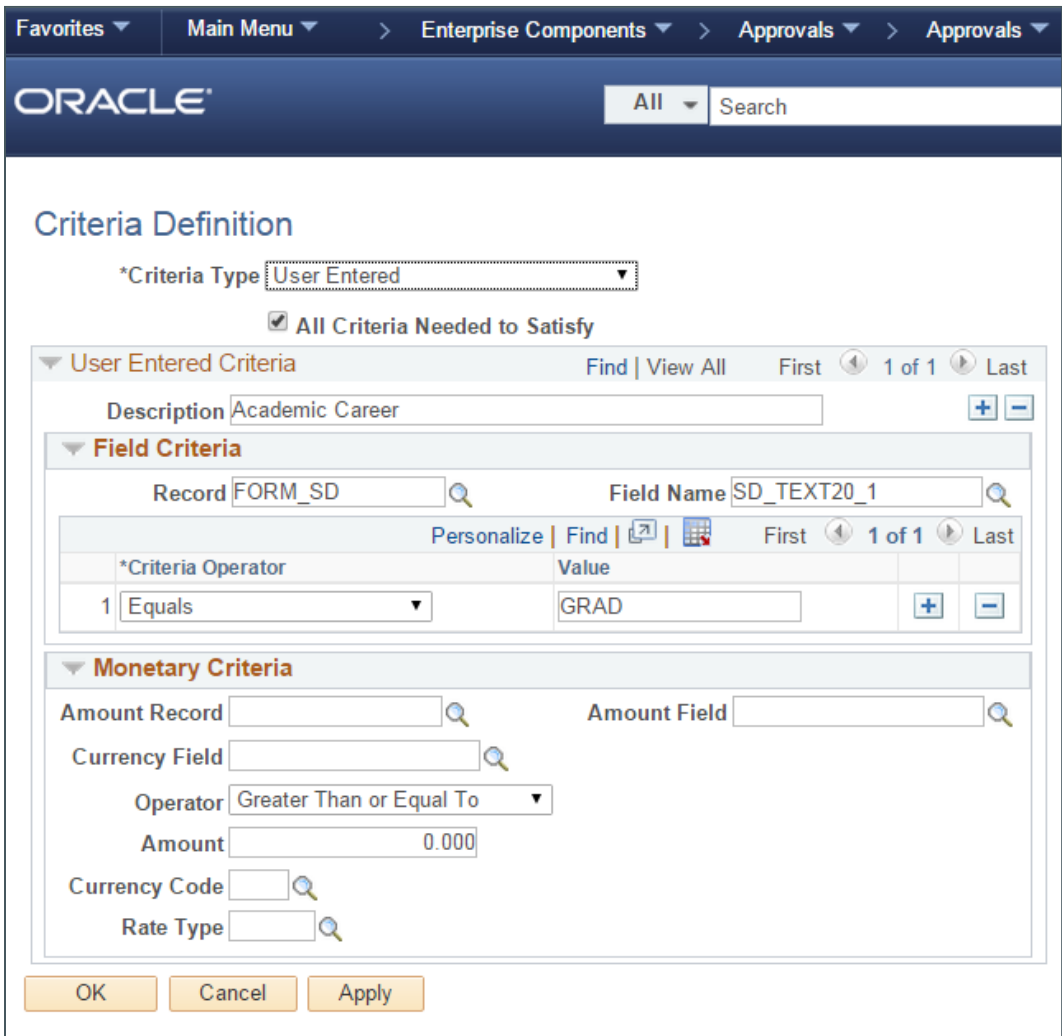 Favorites Main Menu > Enterprise Components > Approvals > Approvals
ORACLE All Search
Criteria Definition
*Criteria Type User Entered
All Criteria Needed to Satisfy
User Entered Criteria Find | View All First 1 of 1 Last
Description Academic Career
Field Criteria
Record FORM_SD Field Name SD_TEXT20_1
Personalize | Find | | First 1 of 1 Last
*Criteria Operator Value
1 Equals GRAD
Monetary Criteria
Amount Record Amount Field
Currency Field
Operator Greater Than or Equal To
Amount 0.000
Currency Code
Rate Type
OK Cancel Apply